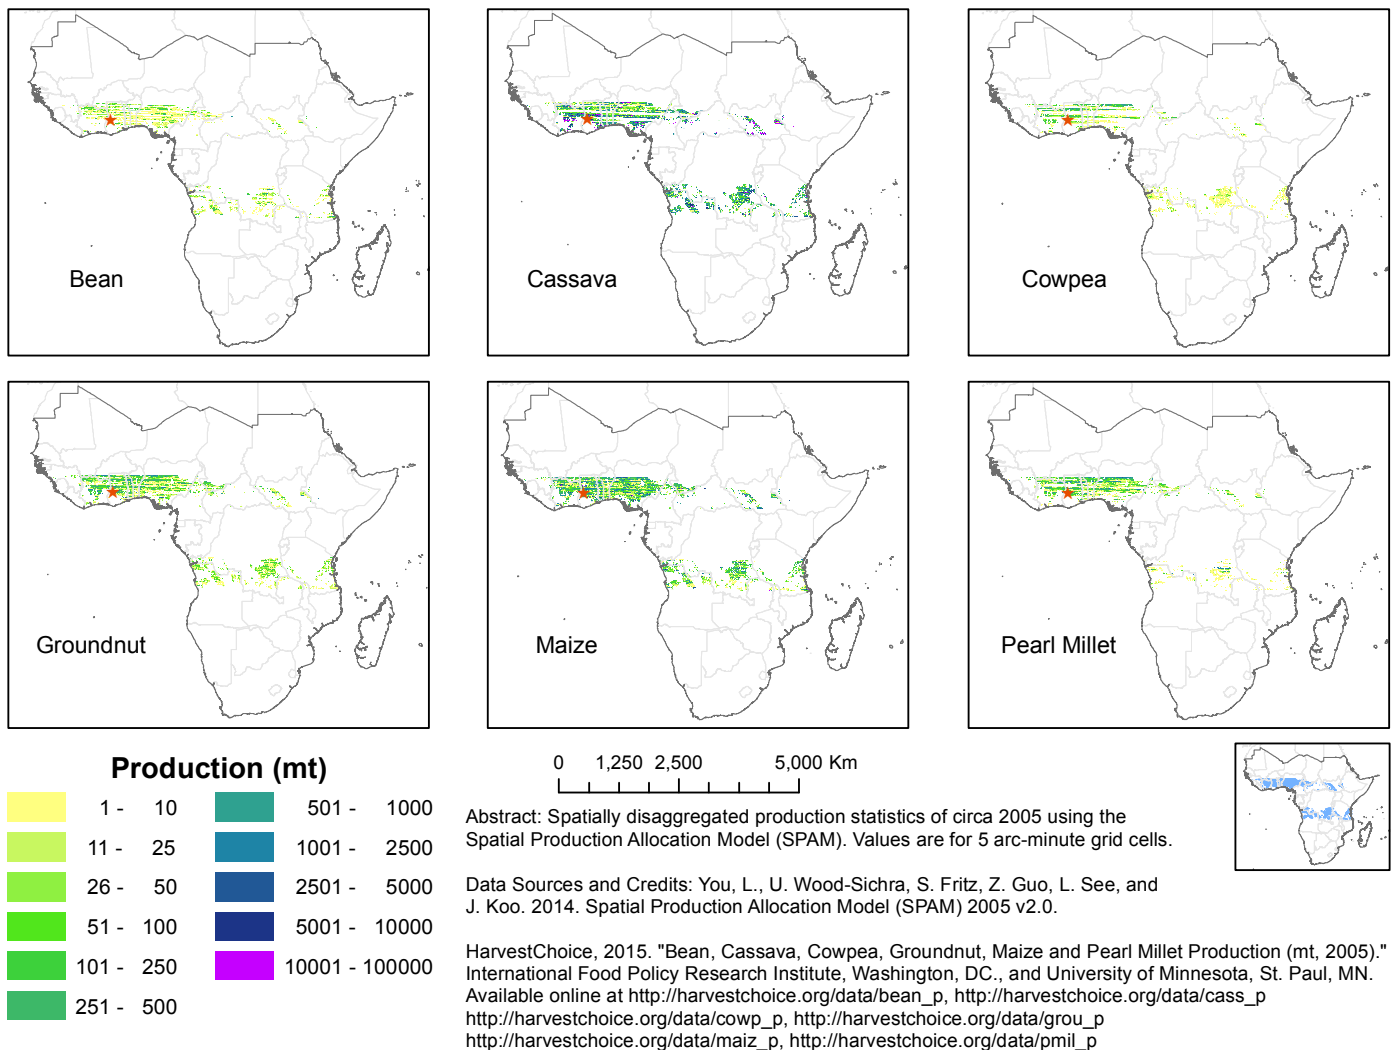 Bean
Cassava
Cowpea
Groundnut
Maize
Pearl Millet
Production (mt)
1 - 10
11 - 25
26 - 50
51 - 100
101 - 250
251 - 500
501 - 1000
1001 - 2500
2501 - 5000
5001 - 10000
10001 - 100000
0 1,250 2,500 5,000 Km
Abstract: Spatially disaggregated production statistics of circa 2005 using the
Spatial Production Allocation Model (SPAM). Values are for 5 arc-minute grid cells.
Data Sources and Credits: You, L., U. Wood-Sichra, S. Fritz, Z. Guo, L. See, and
J. Koo. 2014. Spatial Production Allocation Model (SPAM) 2005 v2.0.
HarvestChoice, 2015. "Bean, Cassava, Cowpea, Groundnut, Maize and Pearl Millet Production (mt, 2005)."
International Food Policy Research Institute, Washington, DC., and University of Minnesota, St. Paul, MN.
Available online at http://harvestchoice.org/data/bean_p, http://harvestchoice.org/data/cass_p
http://harvestchoice.org/data/cowp_p, http://harvestchoice.org/data/grou_p
http://harvestchoice.org/data/maiz_p, http://harvestchoice.org/data/pmil_p